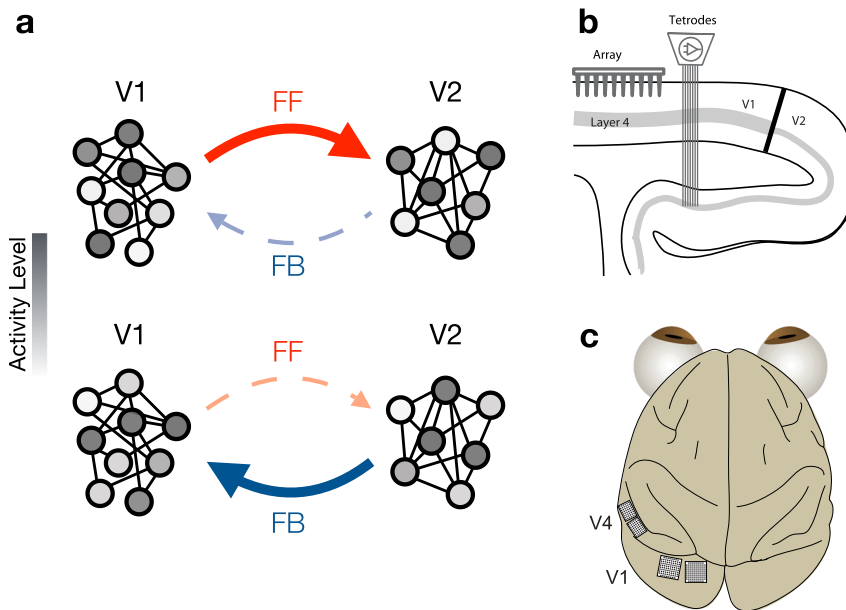 a
V1
FF
V2
FB
Activity Level
V1
FF
V2
FB
b
Tetrodes
Array
V1
V2
Layer 4
c
V4
V1